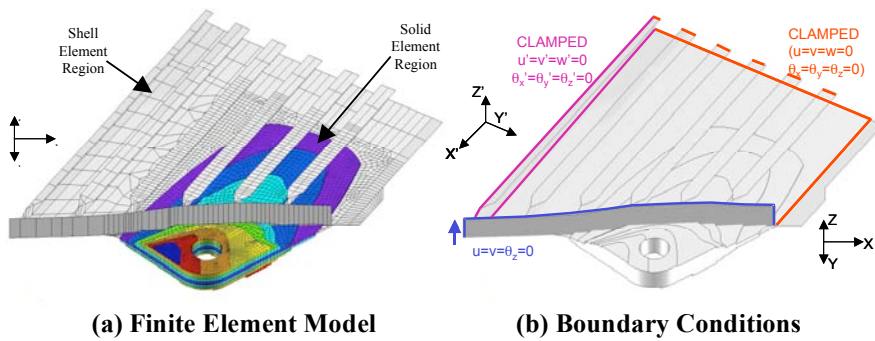 Shell
Element
Region
Solid
Element
Region
CLAMPED
u'=v'=w'=0
θx'=θy'=θz'=0
CLAMPED
(u=v=w=0
θx=θy=θz=0)
Z'
Y'
X'
u=v=θz=0
Z
X
Y
(a) Finite Element Model
(b) Boundary Conditions